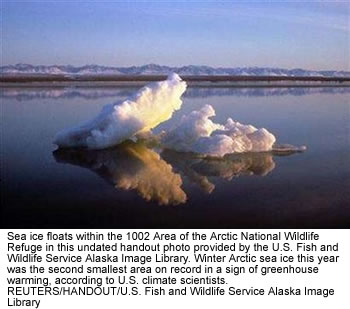 Sea ice floats within the 1002 Area of the Arctic National Wildlife
Refuge in this undated handout photo provided by the U.S. Fish and
Wildlife Service Alaska Image Library. Winter Arctic sea ice this year
was the second smallest area on record in a sign of greenhouse
warming, according to U.S. climate scientists.
REUTERS/HANDOUT/U.S. Fish and Wildlife Service Alaska Image
Library